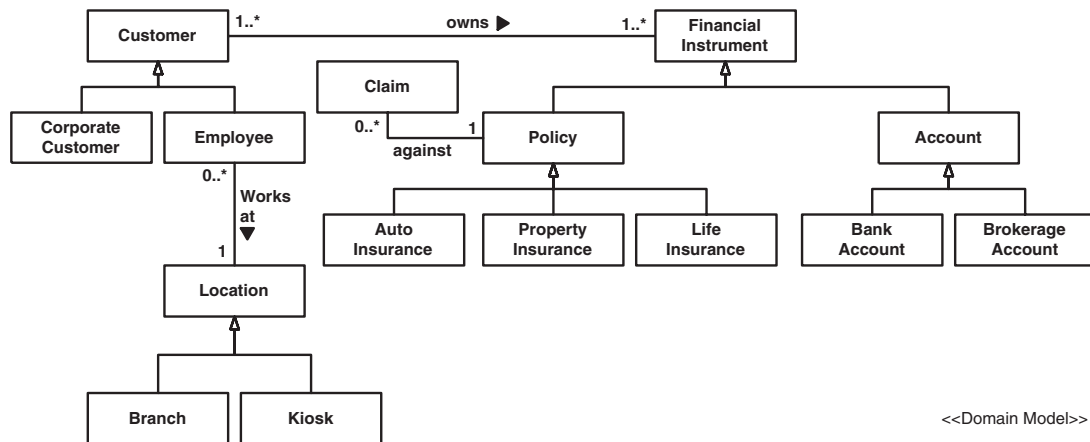 Customer
1..*
owns
1..*
Financial
Instrument
Claim
Corporate
Customer
Employee
0..*
1
against
Policy
Account
0..*
Works
at
1
Auto
Insurance
Property
Insurance
Life
Insurance
Bank
Account
Brokerage
Account
Location
Branch
Kiosk
<<Domain Model>>